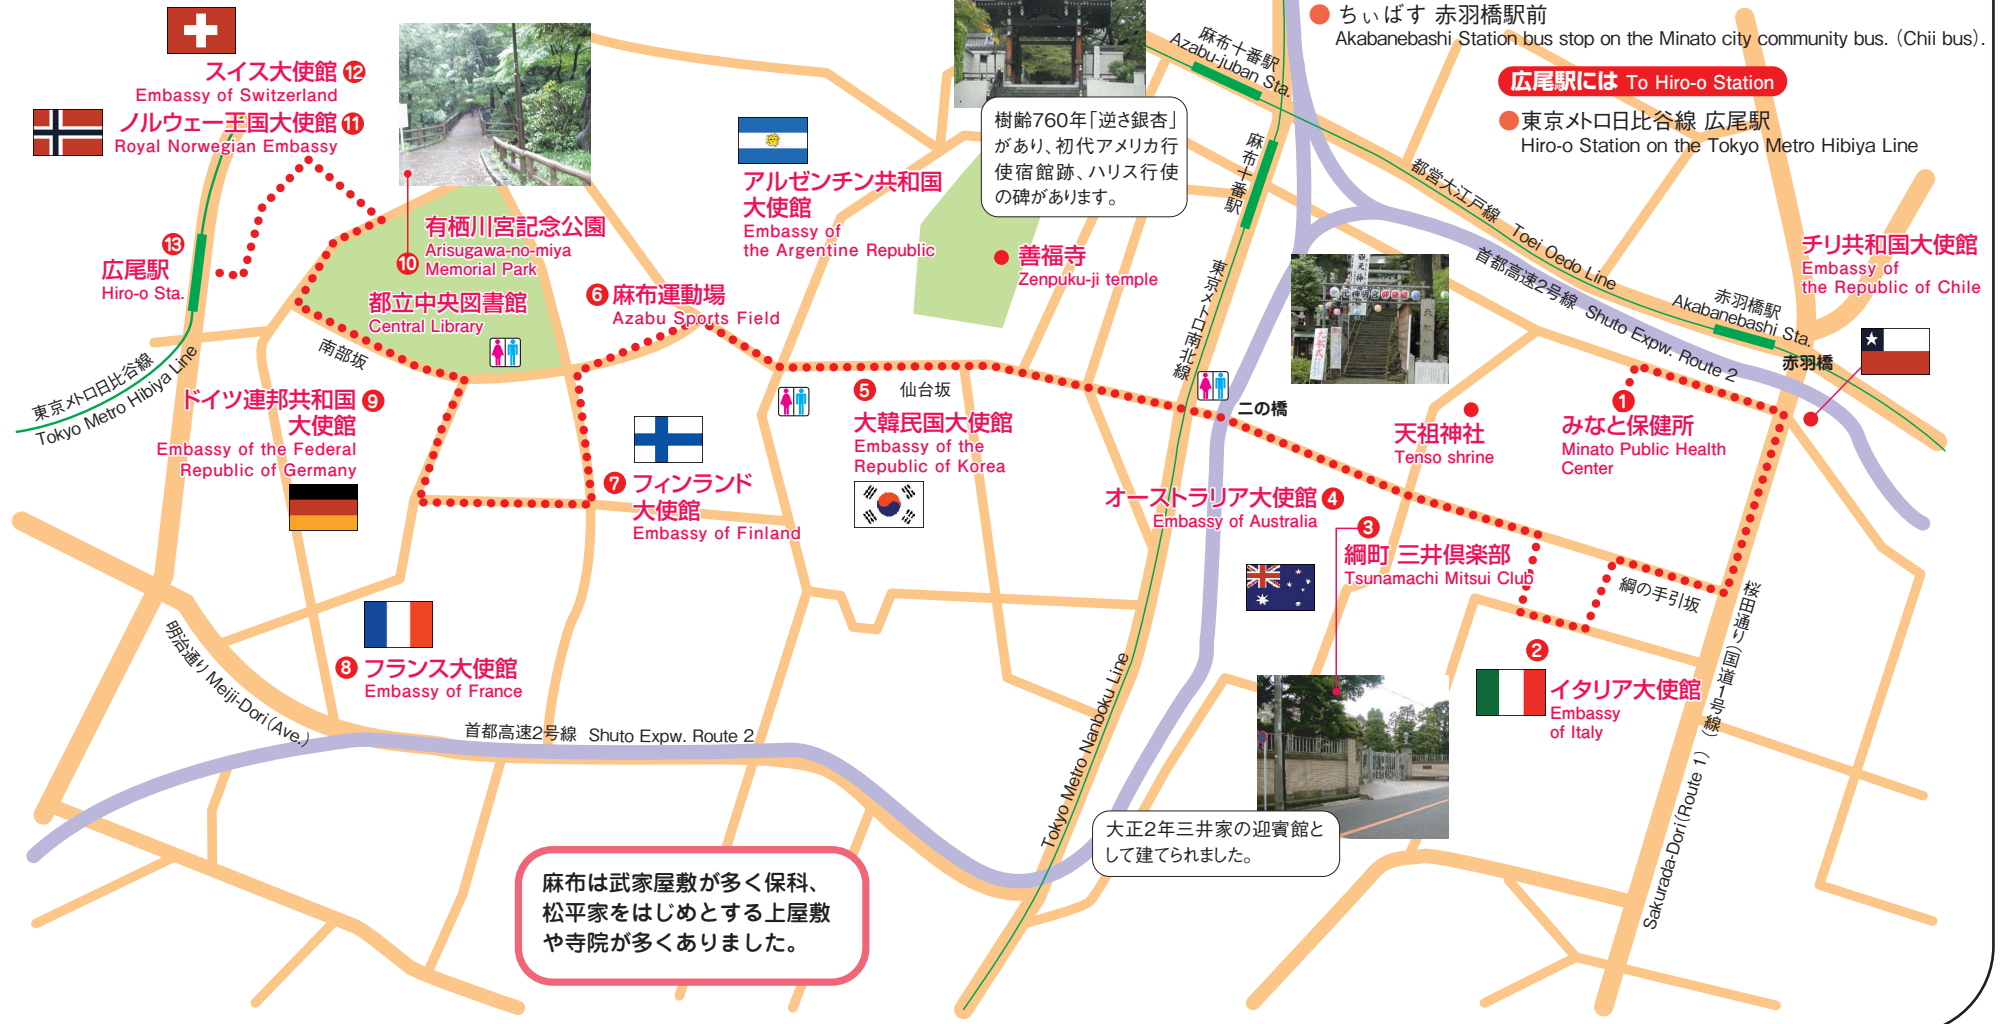 ちぃばす 赤羽橋駅前
Akabanebashi Station bus stop on the Minato city community bus. (Chii bus).
広尾駅には To Hiro-o Station
東京メトロ日比谷線 広尾駅
Hiro-o Station on the Tokyo Metro Hibiya Line
スイス大使館 ⑫
Embassy of Switzerland
ノルウェー王国大使館 ⑪
Royal Norwegian Embassy
⑬
広尾駅
Hiro-o Sta.
有栖川宮記念公園
Arisugawa-no-miya
⑩ Memorial Park
都立中央図書館
Central Library
南部坂
東京メトロ日比谷線
Tokyo Metro Hibiya Line
⑥ 麻布運動場
Azabu Sports Field
アルゼンチン共和国
大使館
Embassy of
the Argentine Republic
樹齢760年「逆さ銀杏」
があり、初代アメリカ行
使宿館跡、ハリス行使
の碑があります。
善福寺
Zenpuku-ji temple
麻布十番駅
Azabu-juban Sta.
麻布十番駅
東京メトロ南北線
都営大江戸線 Toei Oedo Line
首都高速2号線 Shuto Expw. Route 2
赤羽橋駅
Akabanebashi Sta.
赤羽橋
チリ共和国大使館
Embassy of
the Republic of Chile
ドイツ連邦共和国 ⑨
大使館
Embassy of the Federal
Republic of Germany
⑦ フィンランド
大使館
Embassy of Finland
⑤ 仙台坂
大韓民国大使館
Embassy of the
Republic of Korea
二の橋
天祖神社
Tenso shrine
①
みなと保健所
Minato Public Health
Center
オーストラリア大使館 ④
Embassy of Australia
③
綱町 三井倶楽部
Tsunamachi Mitsui Club
綱の手引坂
桜田通り(国道1号線)
Sakurada-Dori(Route 1)
②
イタリア大使館
Embassy
of Italy
⑧ フランス大使館
Embassy of France
明治通り Meiji-Dori(Ave.)
首都高速2号線 Shuto Expw. Route 2
Tokyo Metro Nanboku Line
大正2年三井家の迎賓館と
して建てられました。
麻布は武家屋敷が多く保科、
松平家をはじめとする上屋敷
や寺院が多くありました。